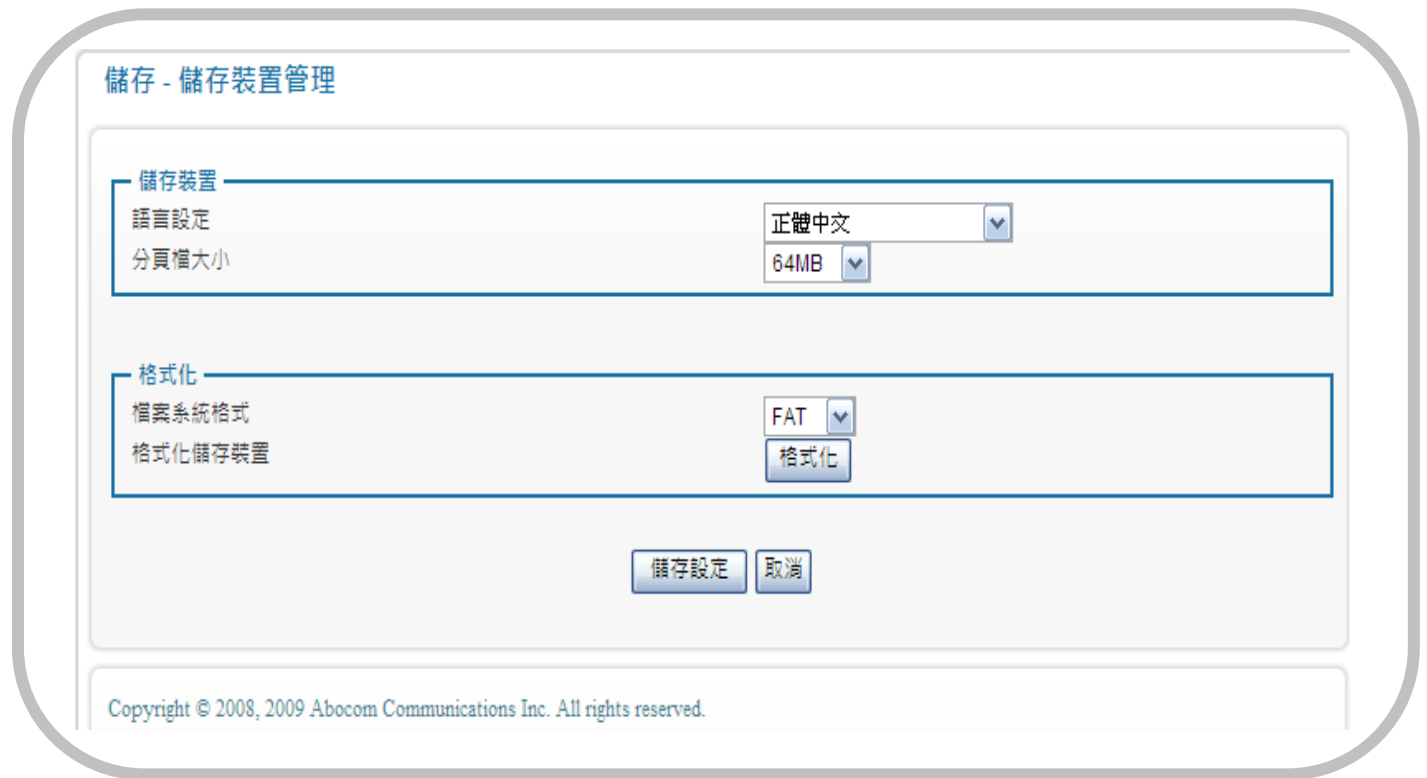 儲存 - 儲存裝置管理
儲存裝置
語言設定 正體中文
分頁檔大小 64MB
格式化
檔案系統格式 FAT
格式化儲存裝置 格式化
儲存設定 取消
Copyright © 2008, 2009 Abocom Communications Inc. All rights reserved.